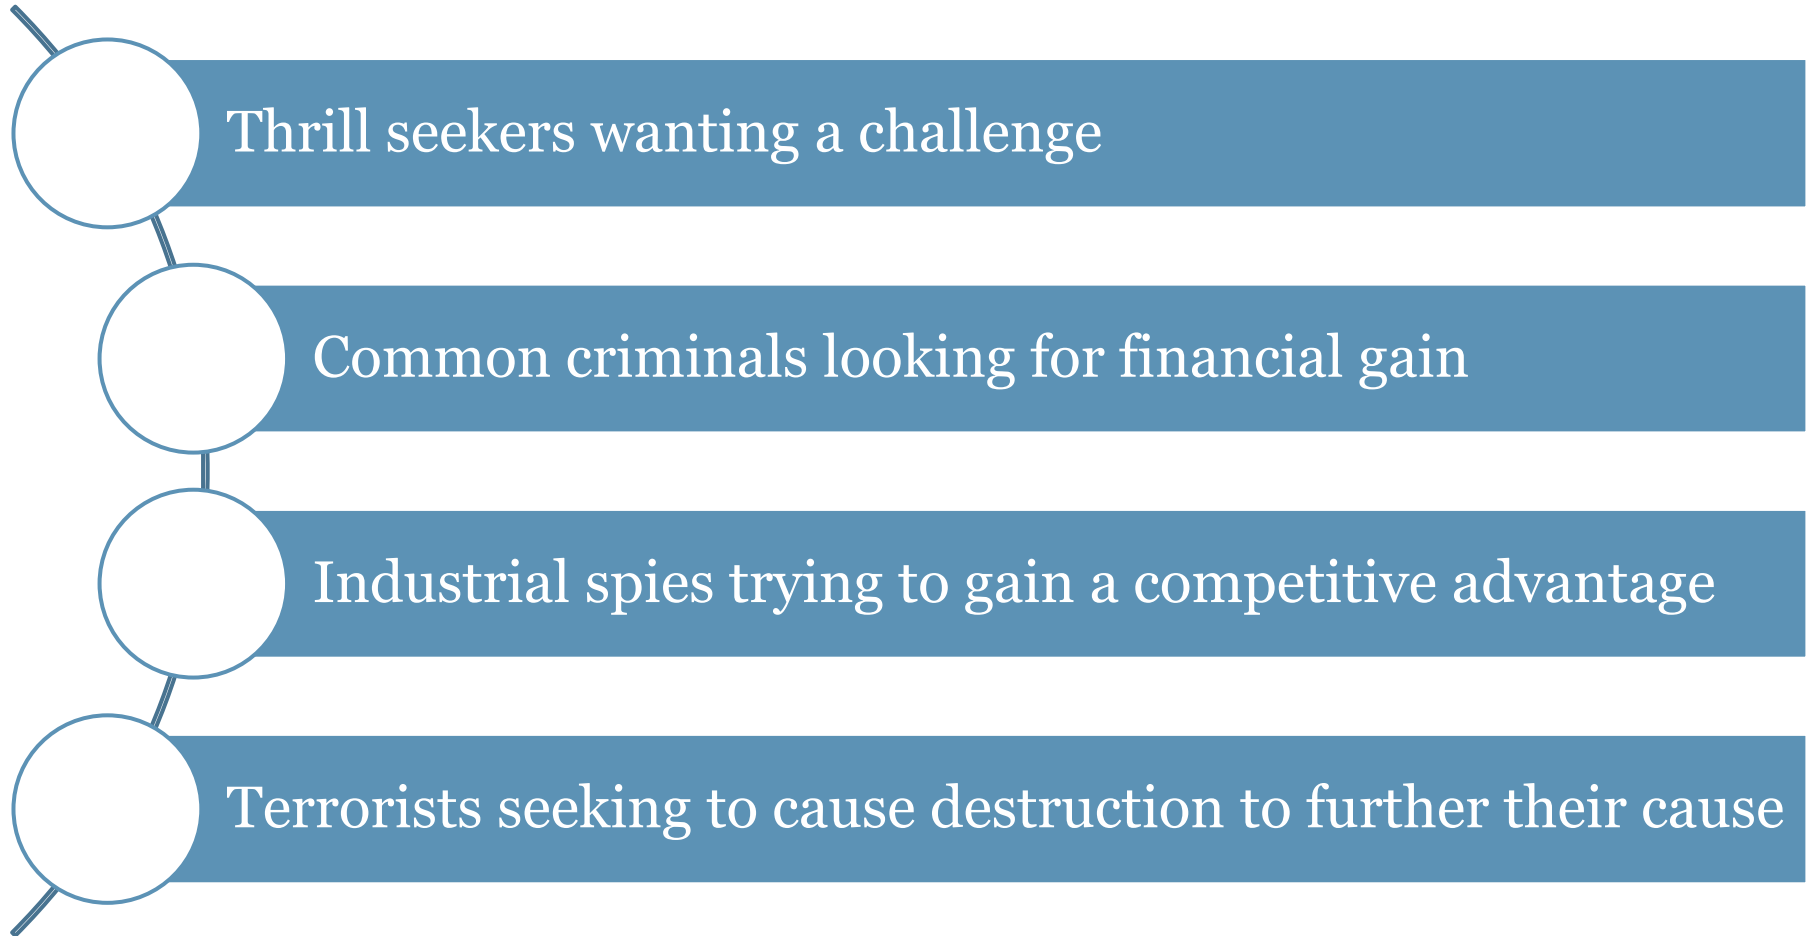 Thrill seekers wanting a challenge
Common criminals looking for financial gain
Industrial spies trying to gain a competitive advantage
Terrorists seeking to cause destruction to further their cause